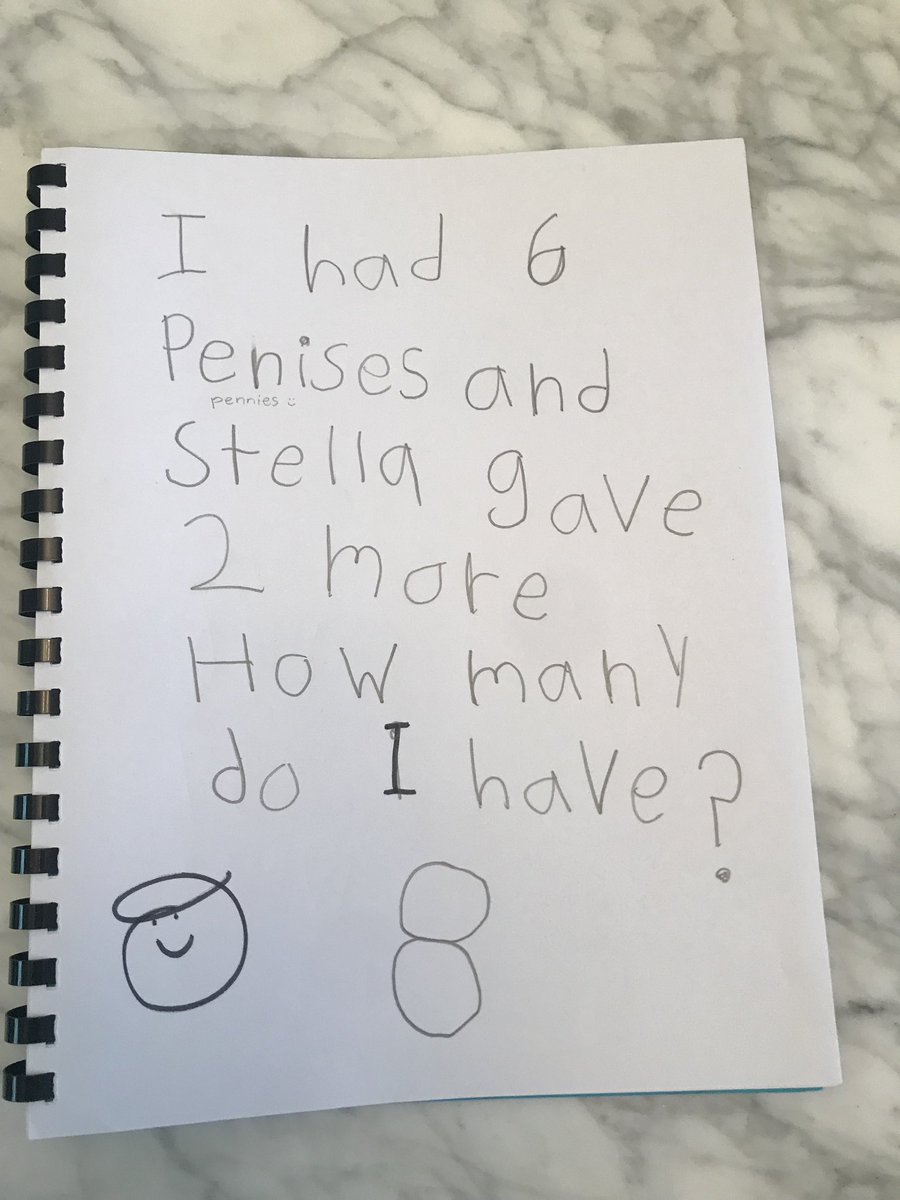 I had 6
Penises and
pennies :)
Stella gave
2 more
How many
do I have?
8